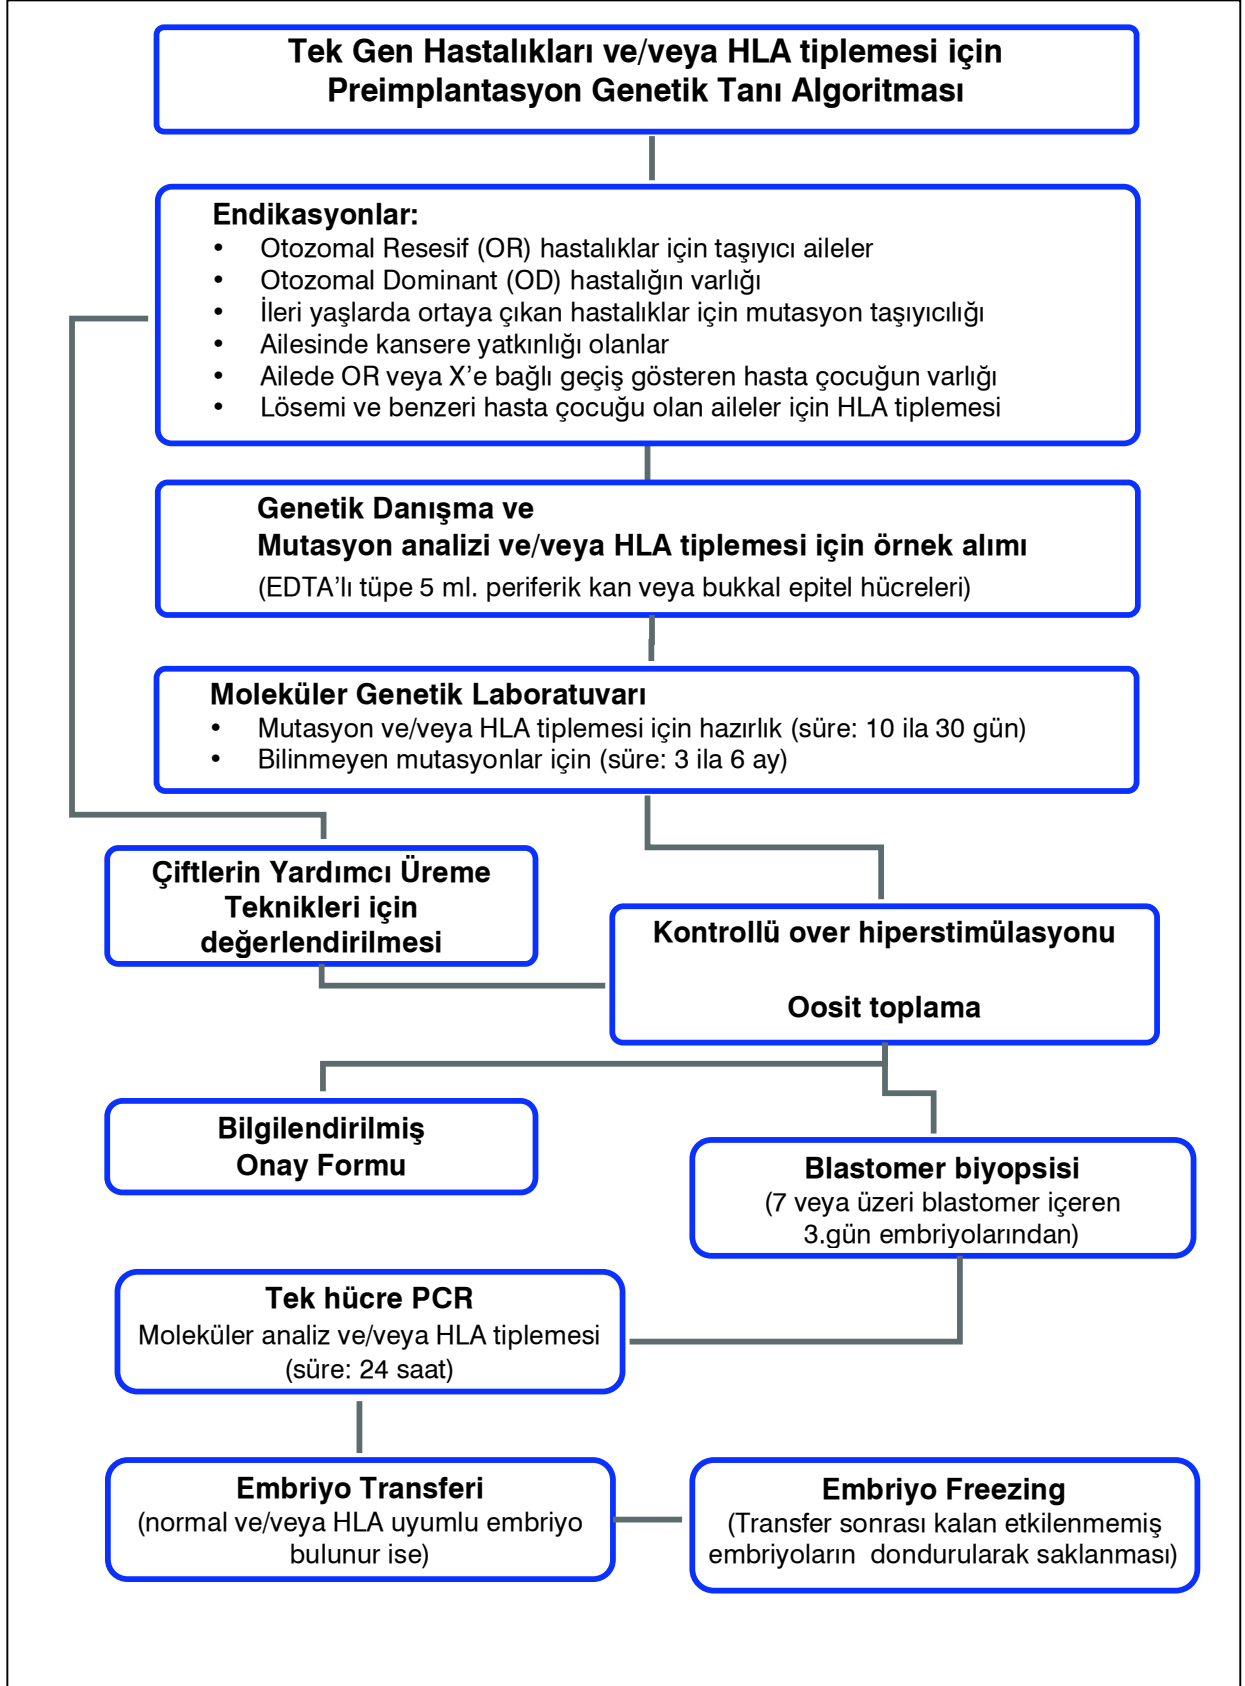 Tek Gen Hastalıkları ve/veya HLA tiplemesi için
Preimplantasyon Genetik Tanı Algoritması
Endikasyonlar:
• Otozomal Resesif (OR) hastalıklar için taşıyıcı aileler
• Otozomal Dominant (OD) hastalığın varlığı
• İleri yaşlarda ortaya çıkan hastalıklar için mutasyon taşıyıcılığı
• Ailesinde kansere yatkınlığı olanlar
• Ailede OR veya X’e bağlı geçiş gösteren hasta çocuğun varlığı
• Lösemi ve benzeri hasta çocuğu olan aileler için HLA tiplemesi
Genetik Danışma ve
Mutasyon analizi ve/veya HLA tiplemesi için örnek alımı
(EDTA’lı tüpe 5 ml. periferik kan veya bukkal epitel hücreleri)
Moleküler Genetik Laboratuvarı
• Mutasyon ve/veya HLA tiplemesi için hazırlık (süre: 10 ila 30 gün)
• Bilinmeyen mutasyonlar için (süre: 3 ila 6 ay)
Çiftlerin Yardımcı Üreme
Teknikleri için
değerlendirilmesi
Kontrollü over hiperstimülasyonu
Oosit toplama
Bilgilendirilmiş
Onay Formu
Blastomer biyopsisi
(7 veya üzeri blastomer içeren
3.gün embriyolarından)
Tek hücre PCR
Moleküler analiz ve/veya HLA tiplemesi
(süre: 24 saat)
Embriyo Transferi
(normal ve/veya HLA uyumlu embriyo
bulunur ise)
Embriyo Freezing
(Transfer sonrası kalan etkilenmemiş
embriyoların dondurularak saklanması)